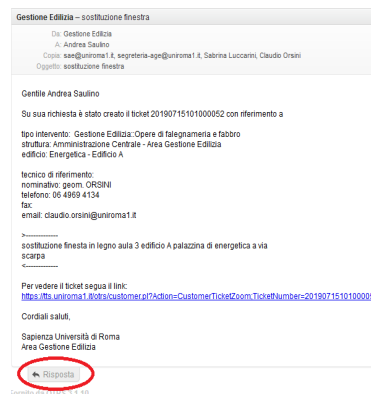 Gestione Edilizia – sostituzione finestra
Da: Gestione Edilizia
A: Andrea Saulino
Copia: sae@uniroma1.it, segreteria-age@uniroma1.it, Sabrina Luccarini, Claudio Orsini
Oggetto: sostituzione finestra
Gentile Andrea Saulino
Su sua richiesta è stato creato il ticket 20190715101000052 con riferimento a
tipo intervento: Gestione Edilizia::Opere di falegnameria e fabbro
struttura: Amministrazione Centrale - Area Gestione Edilizia
edificio: Energetica - Edificio A
tecnico di riferimento:
nominativo: geom. ORSINI
telefono: 06 4969 4134
fax:
email: claudio.orsini@uniroma1.it
>-------------
sostituzione finesta in legno aula 3 edificio A palazzina di energetica a via
scarpa
<-------------
Per vedere il ticket segua il link:
https://tts.uniroma1.it/otrs/customer.pl?Action=CustomerTicketZoom;TicketNumber=2019071510100005
Cordiali saluti,
Sapienza Università di Roma
Area Gestione Edilizia
Risposta